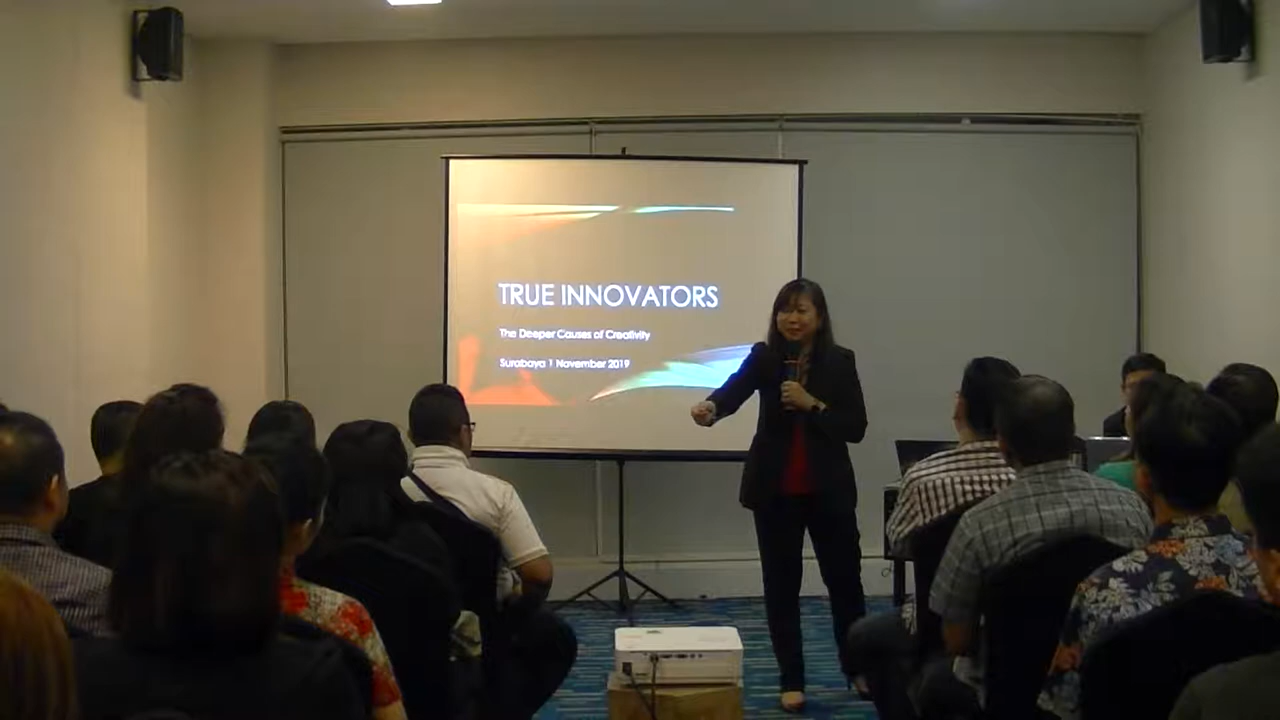 TRUE INNOVATORS
The Deeper Causes of Creativity
Surabaya 1 November 2019